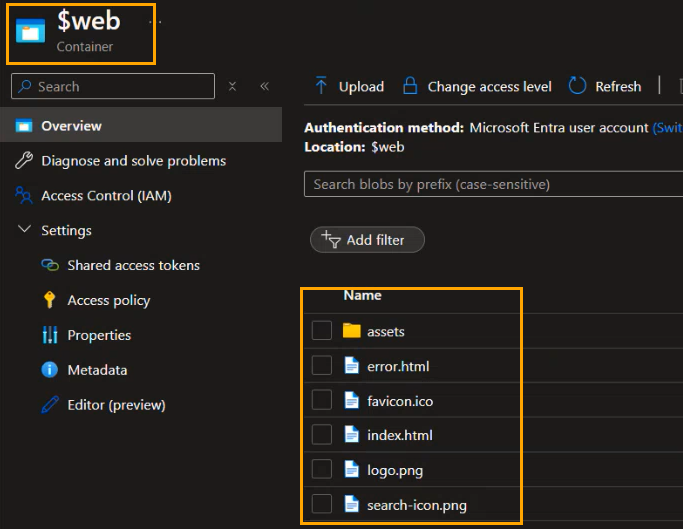 $web
...
Container
Search
Overview
Diagnose and solve problems
Access Control (IAM)
Settings
Shared access tokens
Access policy
Properties
Metadata
Editor (preview)
Upload
Change access level
Refresh
Authentication method: Microsoft Entra user account (Swit
Location: $web
Search blobs by prefix (case-sensitive)
Add filter
Name
assets
error.html
favicon.ico
index.html
logo.png
search-icon.png